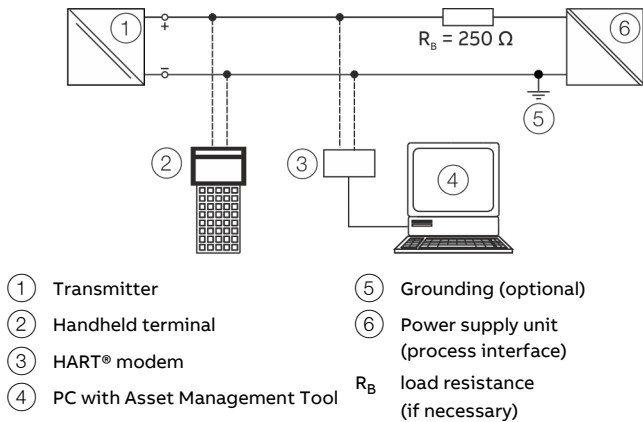 1
+
R_B = 250 Ω
6
−
5
2
3
4
1 Transmitter
2 Handheld terminal
3 HART® modem
4 PC with Asset Management Tool
5 Grounding (optional)
6 Power supply unit
(process interface)
R_B load resistance
(if necessary)